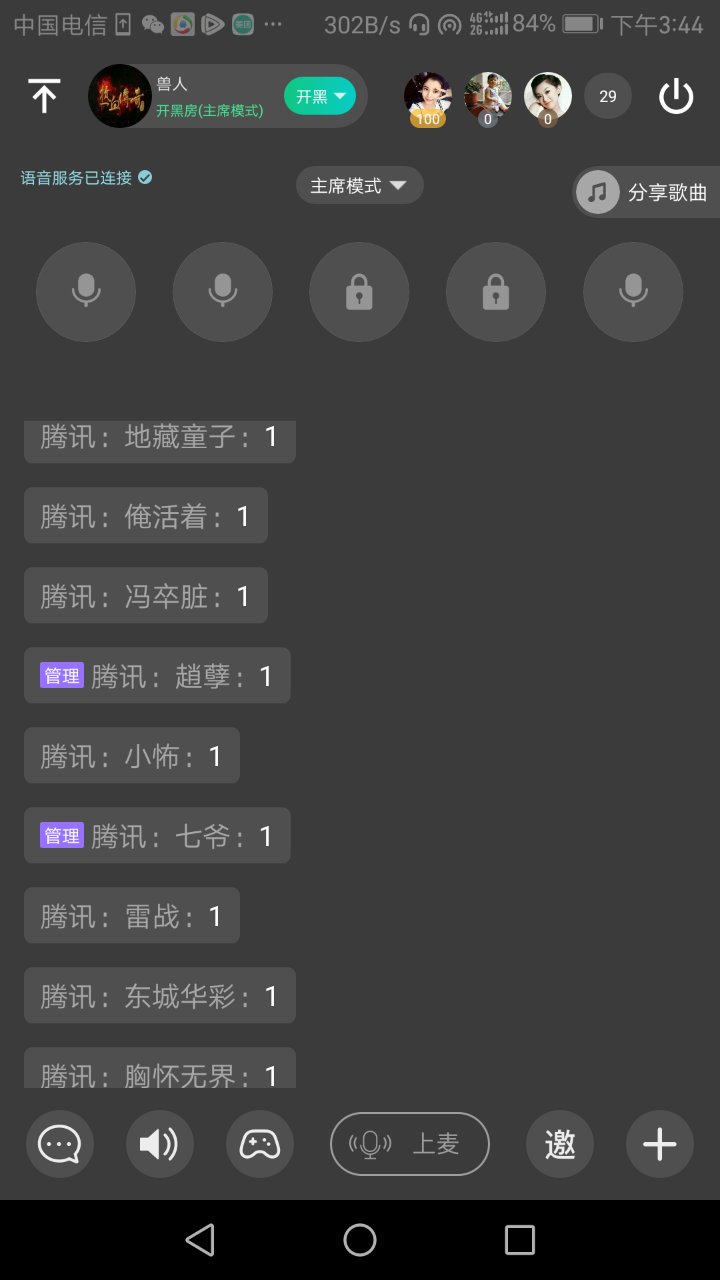 中国电信 302B/s 4G 2G 84% 下午3:44
兽人
开黑房(主席模式)
开黑
100 0 0 29
语音服务已连接
主席模式
分享歌曲
腾讯：地藏童子：1
腾讯：俺活着：1
腾讯：冯卒脏：1
管理 腾讯：趙孽：1
腾讯：小怖：1
管理 腾讯：七爷：1
腾讯：雷战：1
腾讯：东城华彩：1
腾讯：胸怀无界：1
上麦 邀